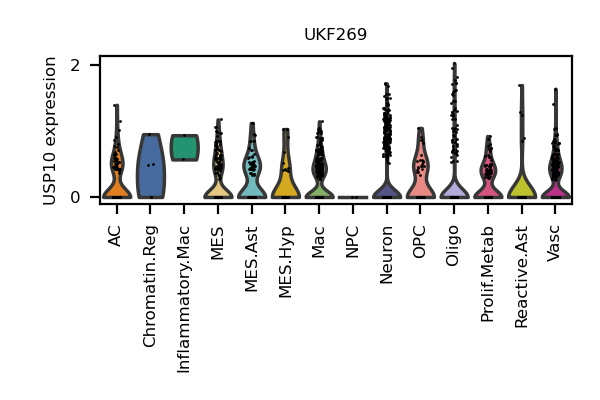 UKF269
USP10 expression
2
0
AC
Chromatin.Reg
Inflammatory.Mac
MES
MES.Ast
MES.Hyp
Mac
NPC
Neuron
OPC
Oligo
Prolif.Metab
Reactive.Ast
Vasc